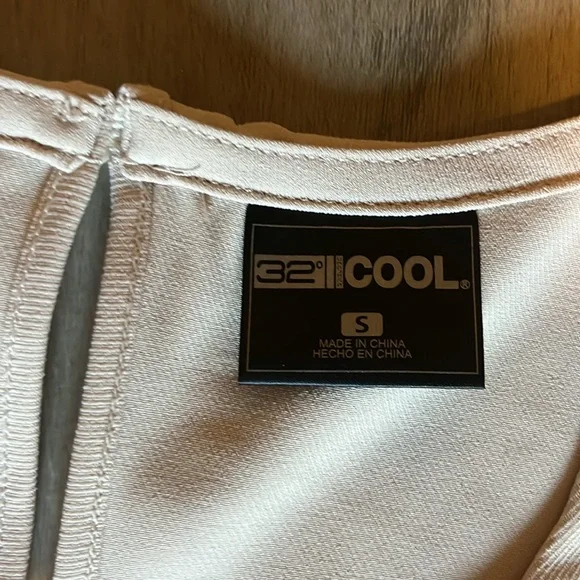 32° COOL®
S
MADE IN CHINA
HECHO EN CHINA